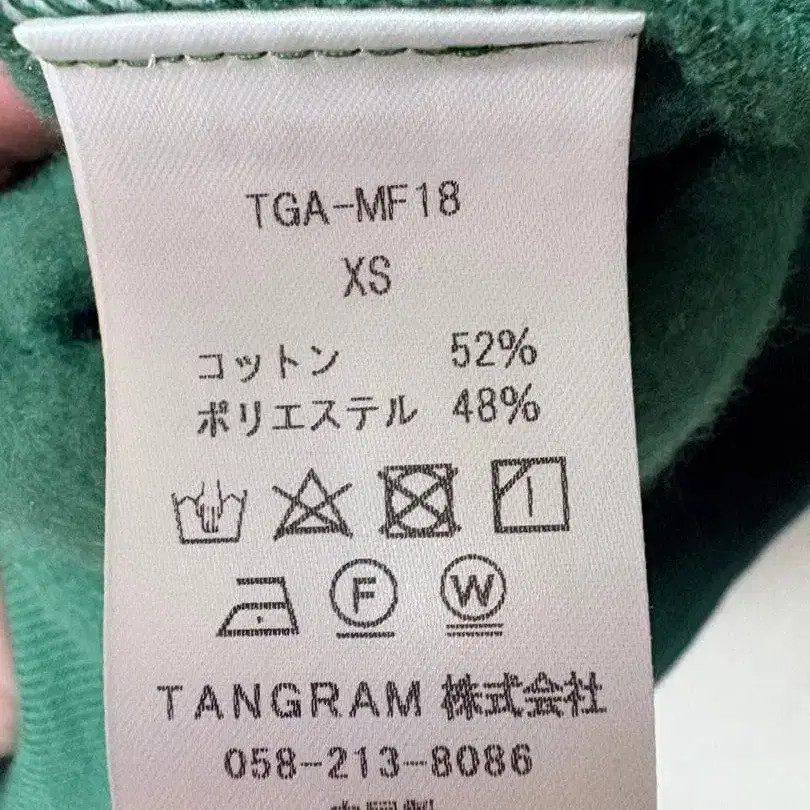 TGA-MF18
XS
コットン 52%
ポリエステル 48%
F W
TANGRAM 株式会社
058-213-8086